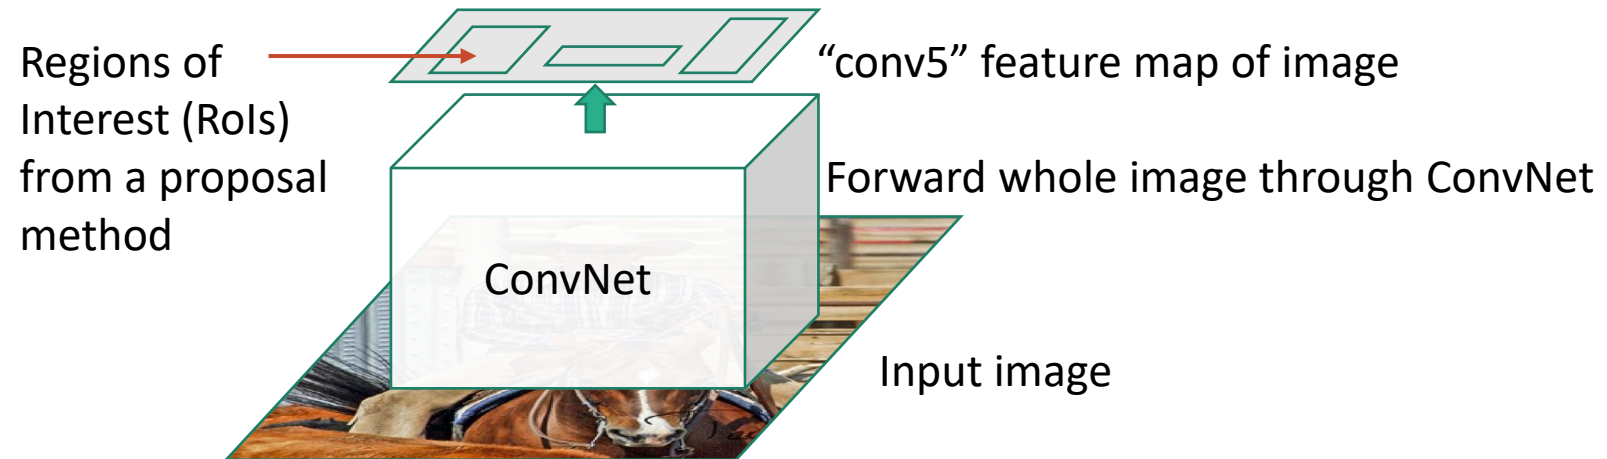 Regions of
Interest (RoIs)
from a proposal
method
“conv5” feature map of image
Forward whole image through ConvNet
ConvNet
Input image